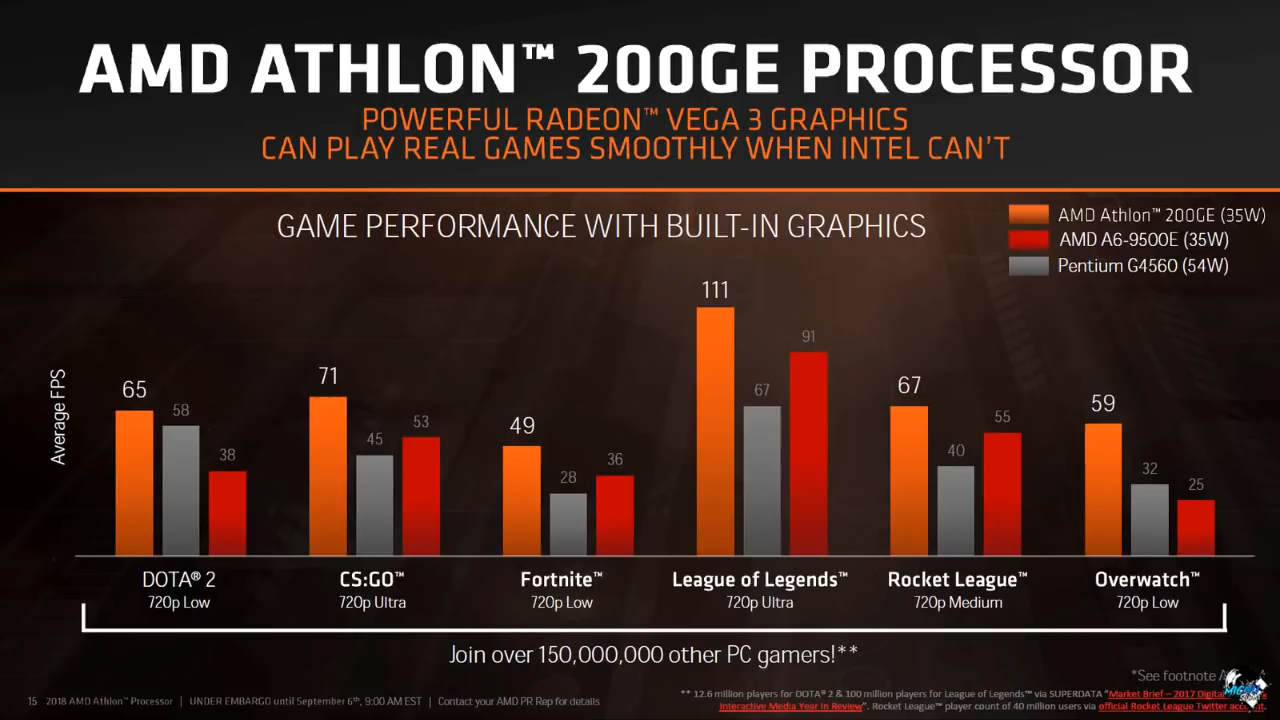 AMD ATHLON™ 200GE PROCESSOR
POWERFUL RADEON™ VEGA 3 GRAPHICS
CAN PLAY REAL GAMES SMOOTHLY WHEN INTEL CAN'T
GAME PERFORMANCE WITH BUILT-IN GRAPHICS
AMD Athlon™ 200GE (35W)
AMD A6-9500E (35W)
Pentium G4560 (54W)
Average FPS
65 58 38
71 45 53
49 28 36
111 67 91
67 40 55
59 32 25
DOTA® 2 CS:GO™ Fortnite™ League of Legends™ Rocket League™ Overwatch™
720p Low 720p Ultra 720p Low 720p Ultra 720p Medium 720p Low
Join over 150,000,000 other PC gamers!**
*See footnote
15 2018 AMD Athlon™ Processor | UNDER EMBARGO until September 6th, 9:00 AM EST | Contact your AMD PR Rep for details
** 12.6 million players for DOTA® 2 & 100 million players for League of Legends™ via SUPERDATA "Market Brief – 2017 Digital
Interactive Media Year In Review". Rocket League™ player count of 40 million users via official Rocket League Twitter